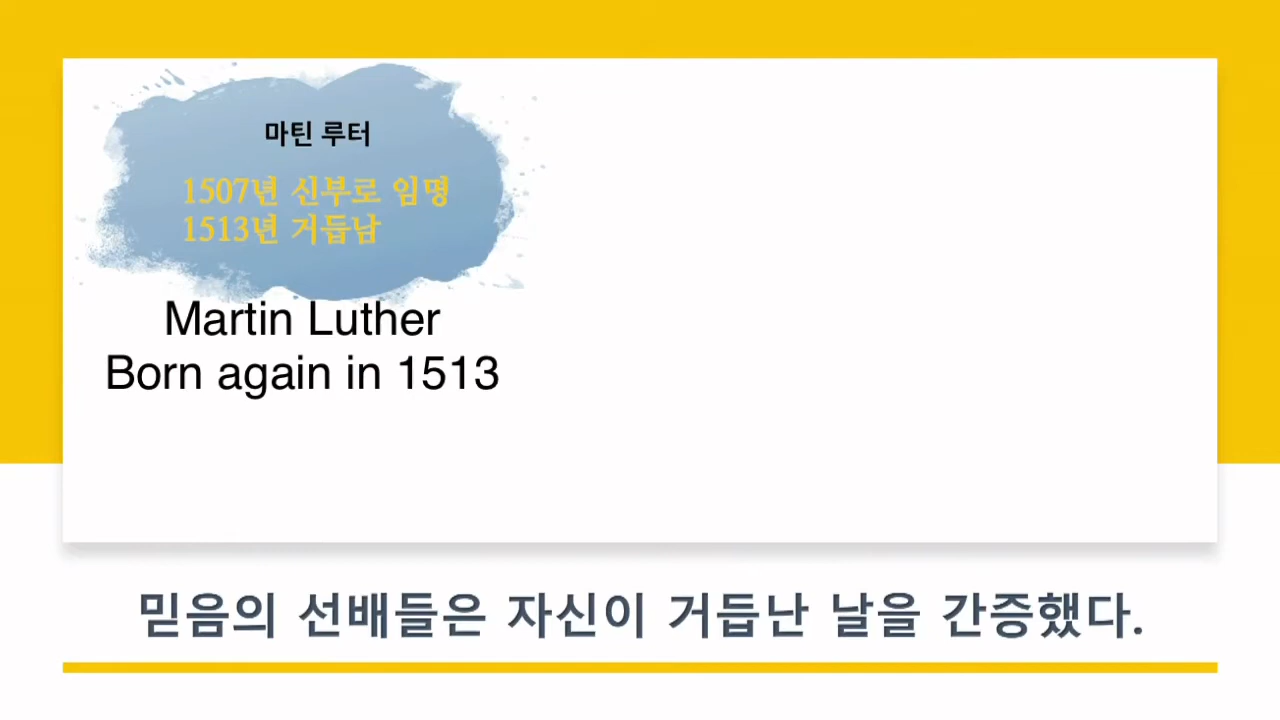 마틴 루터
1507년 신부로 임명
1513년 거듭남
Martin Luther
Born again in 1513
믿음의 선배들은 자신이 거듭난 날을 간증했다.